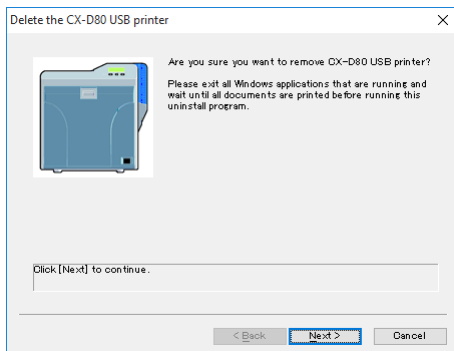 Delete the CX-D80 USB printer
Are you sure you want to remove CX-D80 USB printer?
Please exit all Windows applications that are running and
wait until all documents are printed before running this
uninstall program.
Click [Next] to continue.
< Back
Next >
Cancel